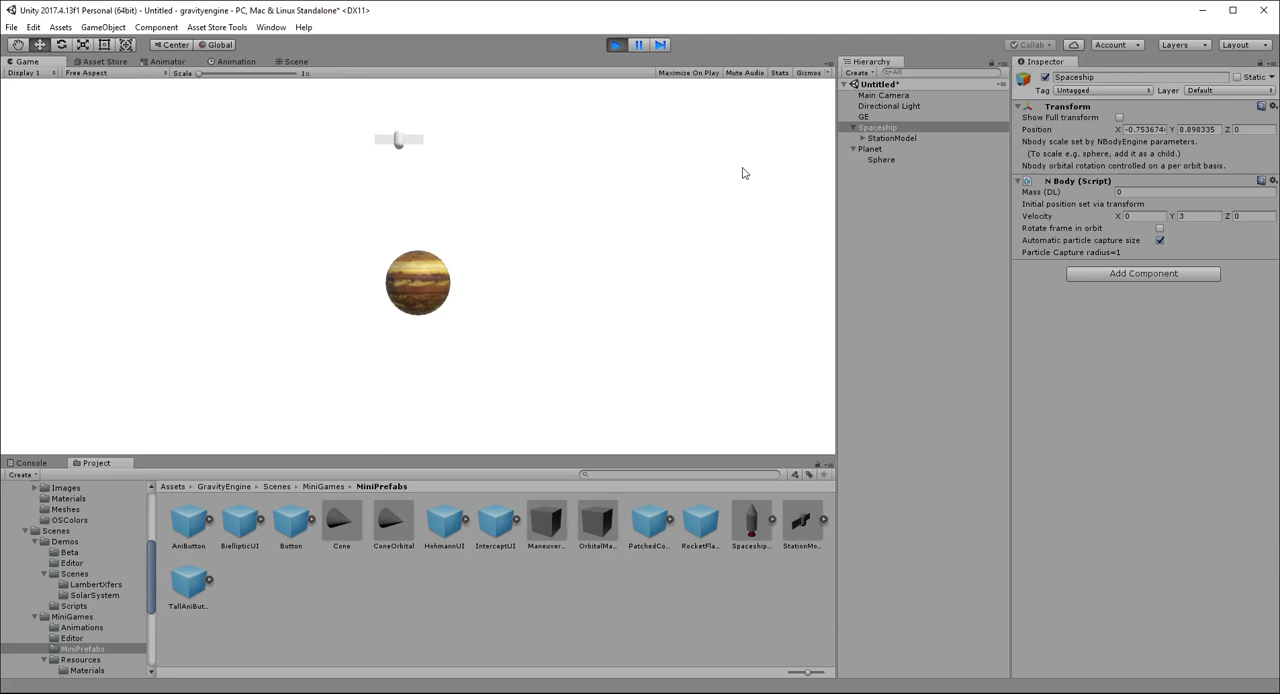 Unity 2017.4.13f1 Personal (64bit) - Untitled - gravityengine - PC, Mac & Linux Standalone* <DX11>
File Edit Assets GameObject Component Asset Store Tools Window Help
Center Global Collab Account Layers Layout
Game Asset Store Animator Animation Scene
Display 1 Free Aspect Scale 1x Maximize On Play Mute Audio Stats Gizmos
Hierarchy
Create All
Untitled*
Main Camera
Directional Light
GE
Spaceship
StationModel
Planet
Sphere
Inspector
Spaceship Static
Tag Untagged Layer Default
Transform
Show Full transform
Position X -0.753674 Y 8.898335 Z 0
Nbody scale set by NBodyEngine parameters.
(To scale e.g. sphere, add it as a child.)
Nbody orbital rotation controlled on a per orbit basis.
N Body (Script)
Mass (DL) 0
Initial position set via transform
Velocity X 0 Y 3 Z 0
Rotate frame in orbit
Automatic particle capture size
Particle Capture radius=1
Add Component
Console Project
Create
Images
Materials
Meshes
OSColors
Scenes
Demos
Beta
Editor
Scenes
LambertXfers
SolarSystem
Scripts
MiniGames
Animations
Editor
MiniPrefabs
Resources
Materials
Assets GravityEngine Scenes MiniGames MiniPrefabs
AniButton BiellipticUI Button Cone ConeOrbital HohmannUI InterceptUI Maneuver... OrbitalMa... PatchedCo... RocketFla... Spaceship... StationMo...
TallAniBut...